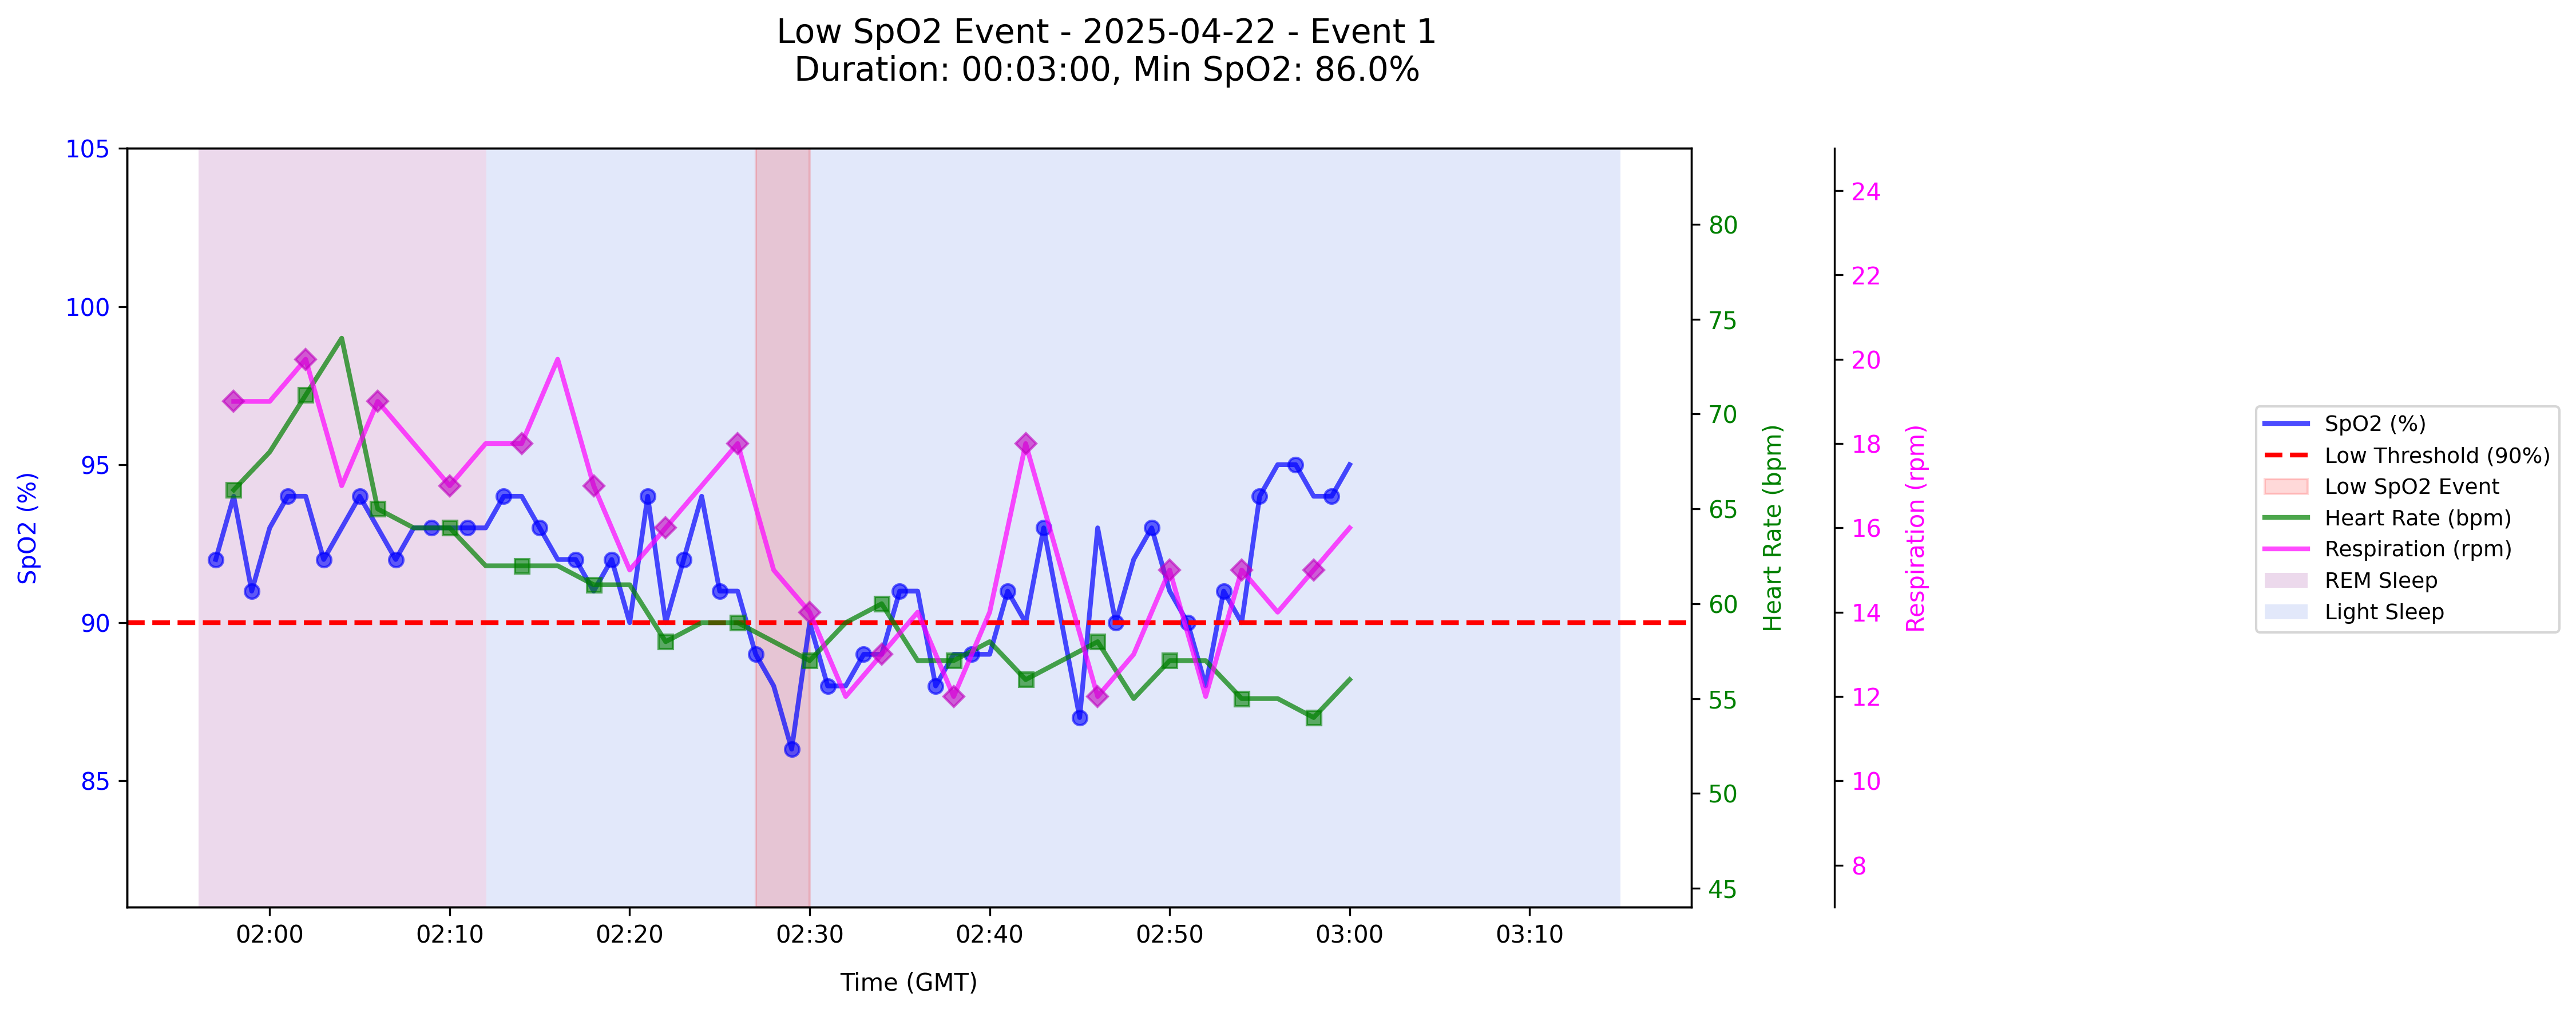 Low SpO2 Event - 2025-04-22 - Event 1
Duration: 00:03:00, Min SpO2: 86.0%
105
100
95
90
85
SpO2 (%)
80
75
70
65
60
55
50
45
Heart Rate (bpm)
24
22
20
18
16
14
12
10
8
Respiration (rpm)
SpO2 (%)
Low Threshold (90%)
Low SpO2 Event
Heart Rate (bpm)
Respiration (rpm)
REM Sleep
Light Sleep
02:00 02:10 02:20 02:30 02:40 02:50 03:00 03:10
Time (GMT)